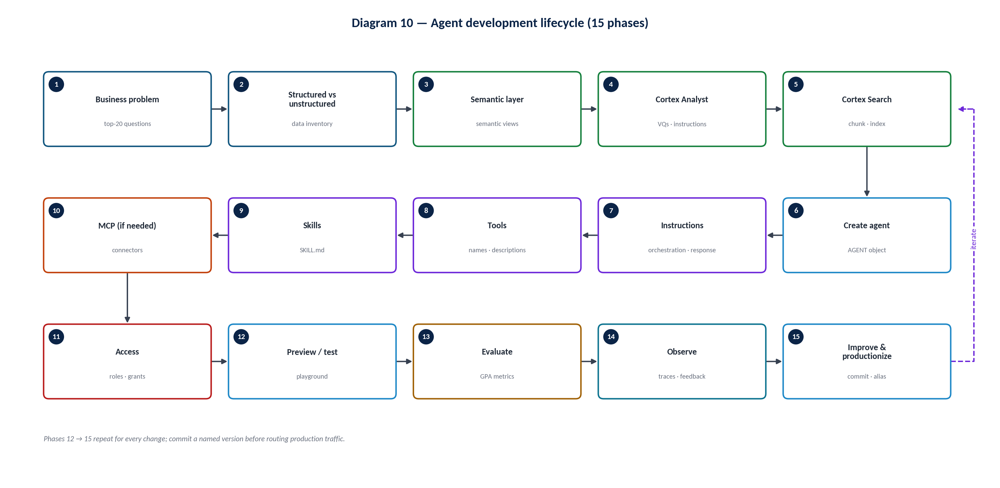 Diagram 10 — Agent development lifecycle (15 phases)
1
Business problem
top-20 questions
2
Structured vs
unstructured
data inventory
3
Semantic layer
semantic views
4
Cortex Analyst
VQs · instructions
5
Cortex Search
chunk · index
10
MCP (if needed)
connectors
9
Skills
SKILL.md
8
Tools
names · descriptions
7
Instructions
orchestration · response
6
Create agent
AGENT object
iterate
11
Access
roles · grants
12
Preview / test
playground
13
Evaluate
GPA metrics
14
Observe
traces · feedback
15
Improve &
productionize
commit · alias
Phases 12 → 15 repeat for every change; commit a named version before routing production traffic.